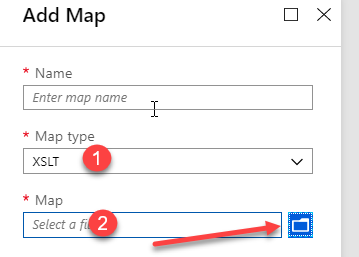 Add Map
* Name
Enter map name
* Map type
XSLT 1
* Map
Select a fi 2